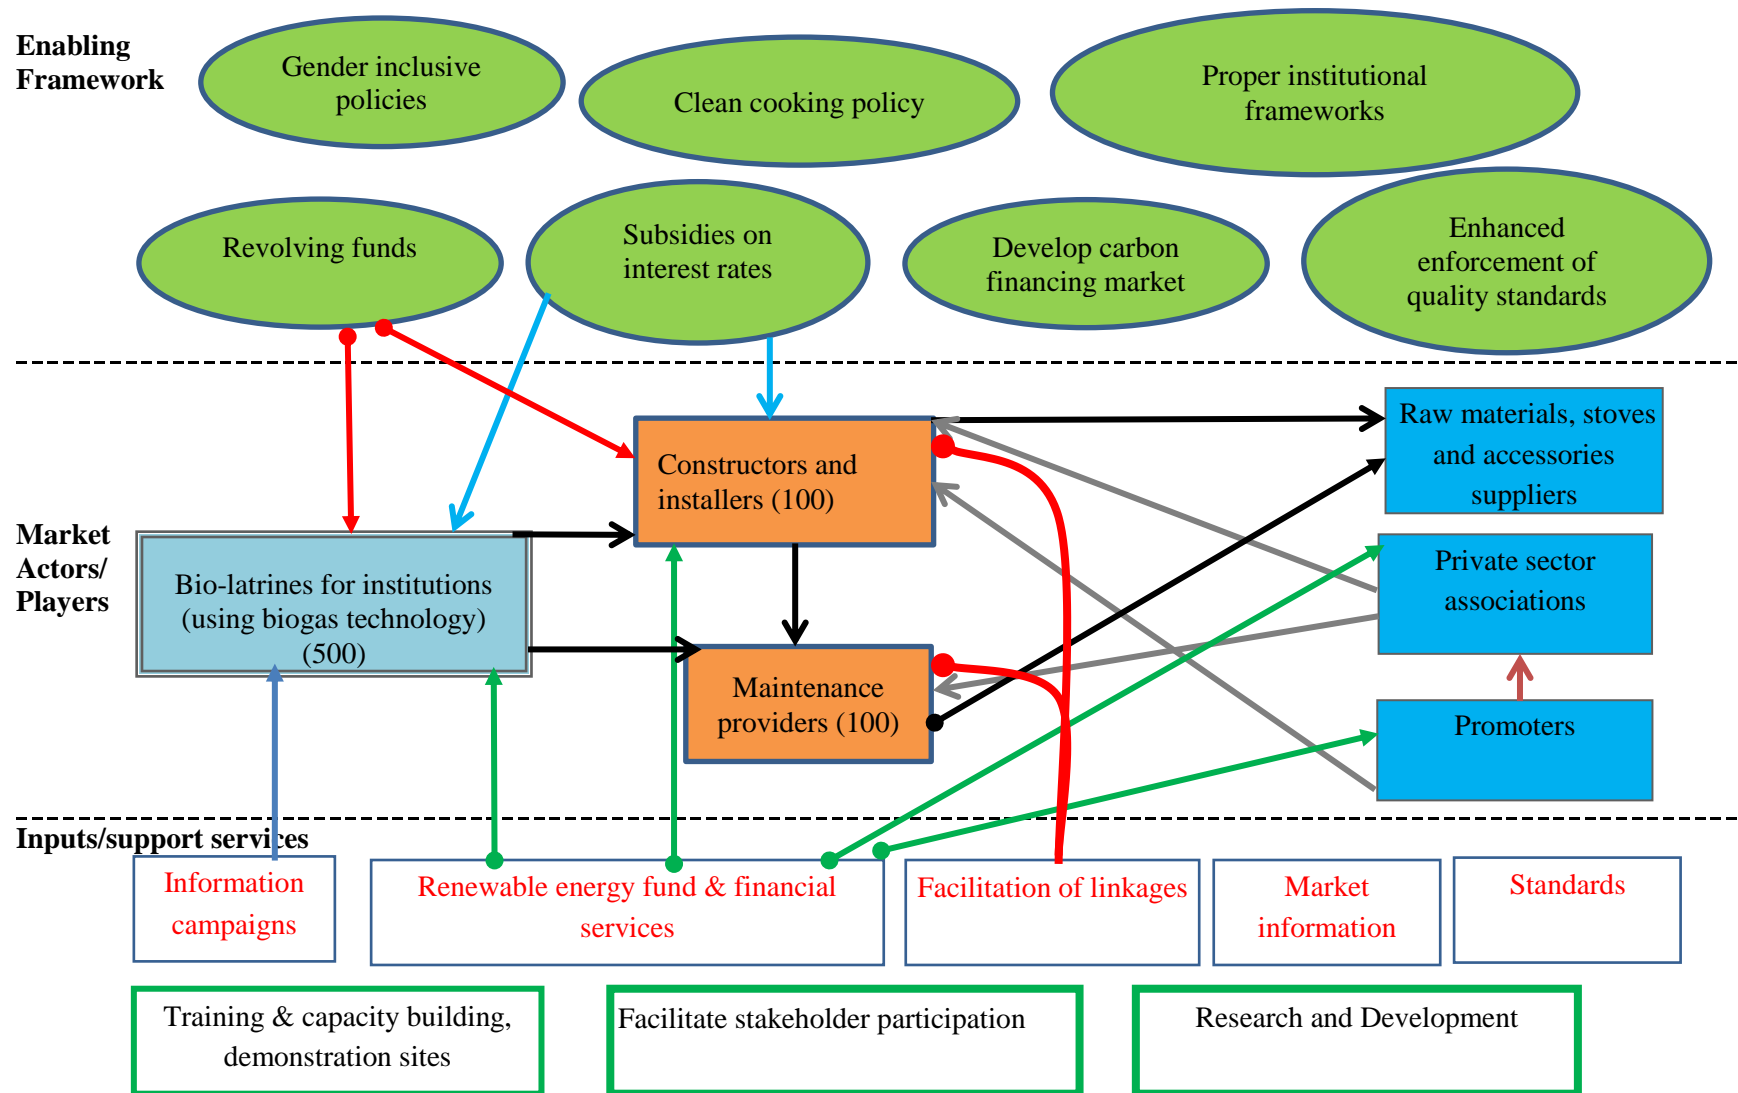 Enabling
Framework
Gender inclusive
policies
Clean cooking policy
Proper institutional
frameworks
Revolving funds
Subsidies on
interest rates
Develop carbon
financing market
Enhanced
enforcement of
quality standards
Market
Actors/
Players
Constructors and
installers (100)
Raw materials, stoves
and accessories
suppliers
Bio-latrines for institutions
(using biogas technology)
(500)
Private sector
associations
Maintenance
providers (100)
Promoters
Inputs/support services
Information
campaigns
Renewable energy fund & financial
services
Facilitation of linkages
Market
information
Standards
Training & capacity building,
demonstration sites
Facilitate stakeholder participation
Research and Development